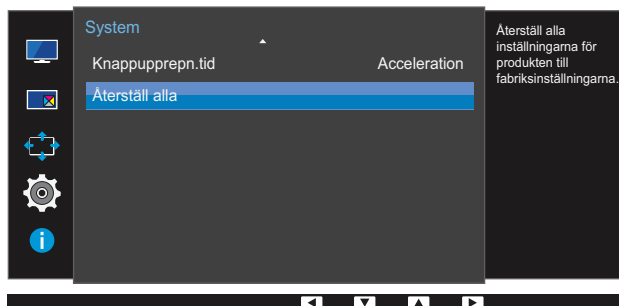 System
Knappupprepn.tid Acceleration
Återställ alla
Återställ alla
inställningarna för
produkten till
fabriksinställningarna.